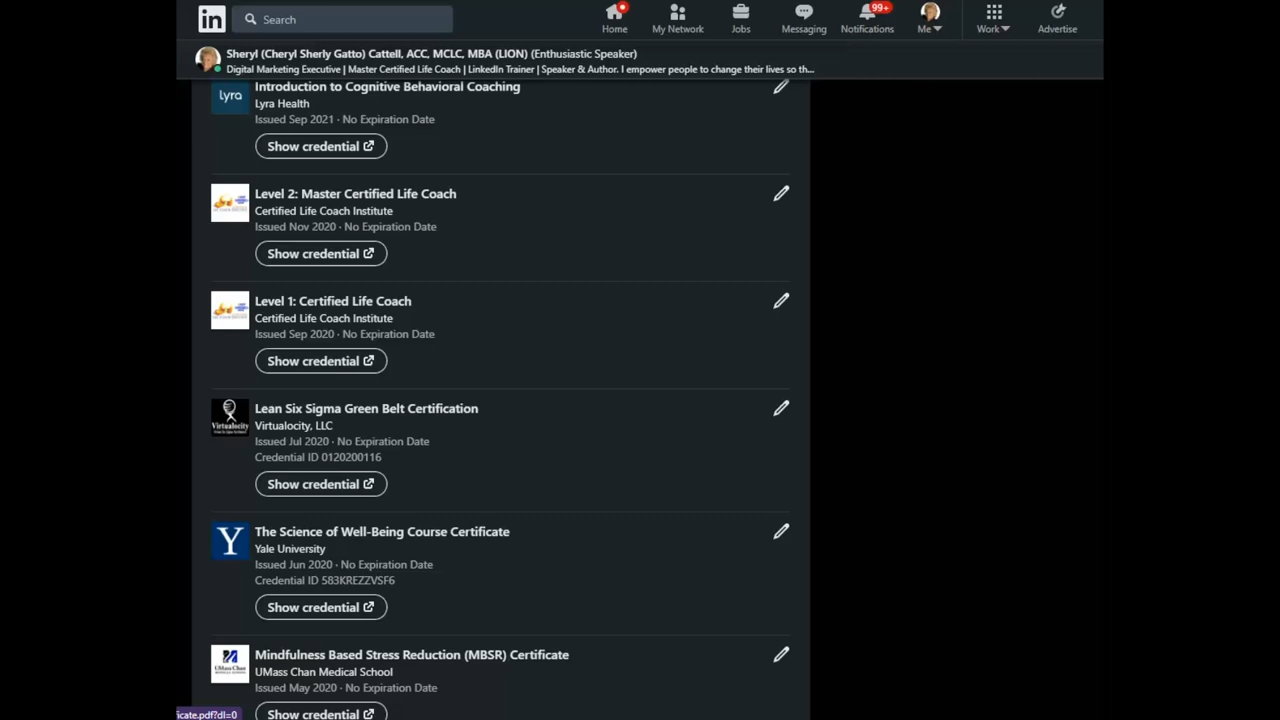 in
Search
Home
My Network
Jobs
Messaging
99+
Notifications
Me
Work
Advertise
Sheryl (Cheryl Sherly Gatto) Cattell, ACC, MCLC, MBA (LION) (Enthusiastic Speaker)
Digital Marketing Executive | Master Certified Life Coach | LinkedIn Trainer | Speaker & Author. I empower people to change their lives so th...
lyra
Introduction to Cognitive Behavioral Coaching
Lyra Health
Issued Sep 2021 · No Expiration Date
Show credential
Level 2: Master Certified Life Coach
Certified Life Coach Institute
Issued Nov 2020 · No Expiration Date
Show credential
Level 1: Certified Life Coach
Certified Life Coach Institute
Issued Sep 2020 · No Expiration Date
Show credential
Virtualocity
Lean Six Sigma Green Belt Certification
Virtualocity, LLC
Issued Jul 2020 · No Expiration Date
Credential ID 0120200116
Show credential
Y
The Science of Well-Being Course Certificate
Yale University
Issued Jun 2020 · No Expiration Date
Credential ID 583KREZZVSF6
Show credential
UMass Chan
Mindfulness Based Stress Reduction (MBSR) Certificate
UMass Chan Medical School
Issued May 2020 · No Expiration Date
Show credential
icate.pdf?dl=0